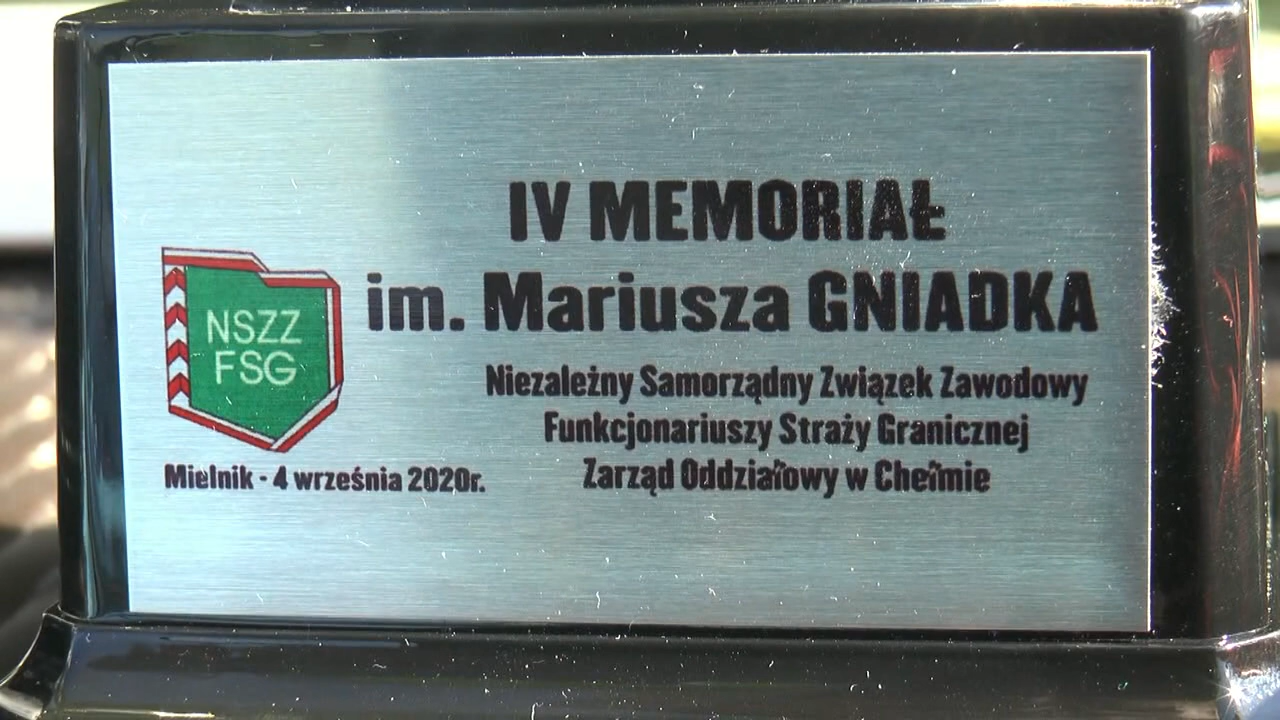 IV MEMORIAŁ
im. Mariusza GNIADKA
NSZZ
FSG
Niezależny Samorządny Związek Zawodowy
Funkcjonariuszy Straży Granicznej
Zarząd Oddziałowy w Chełmie
Mielnik - 4 września 2020r.